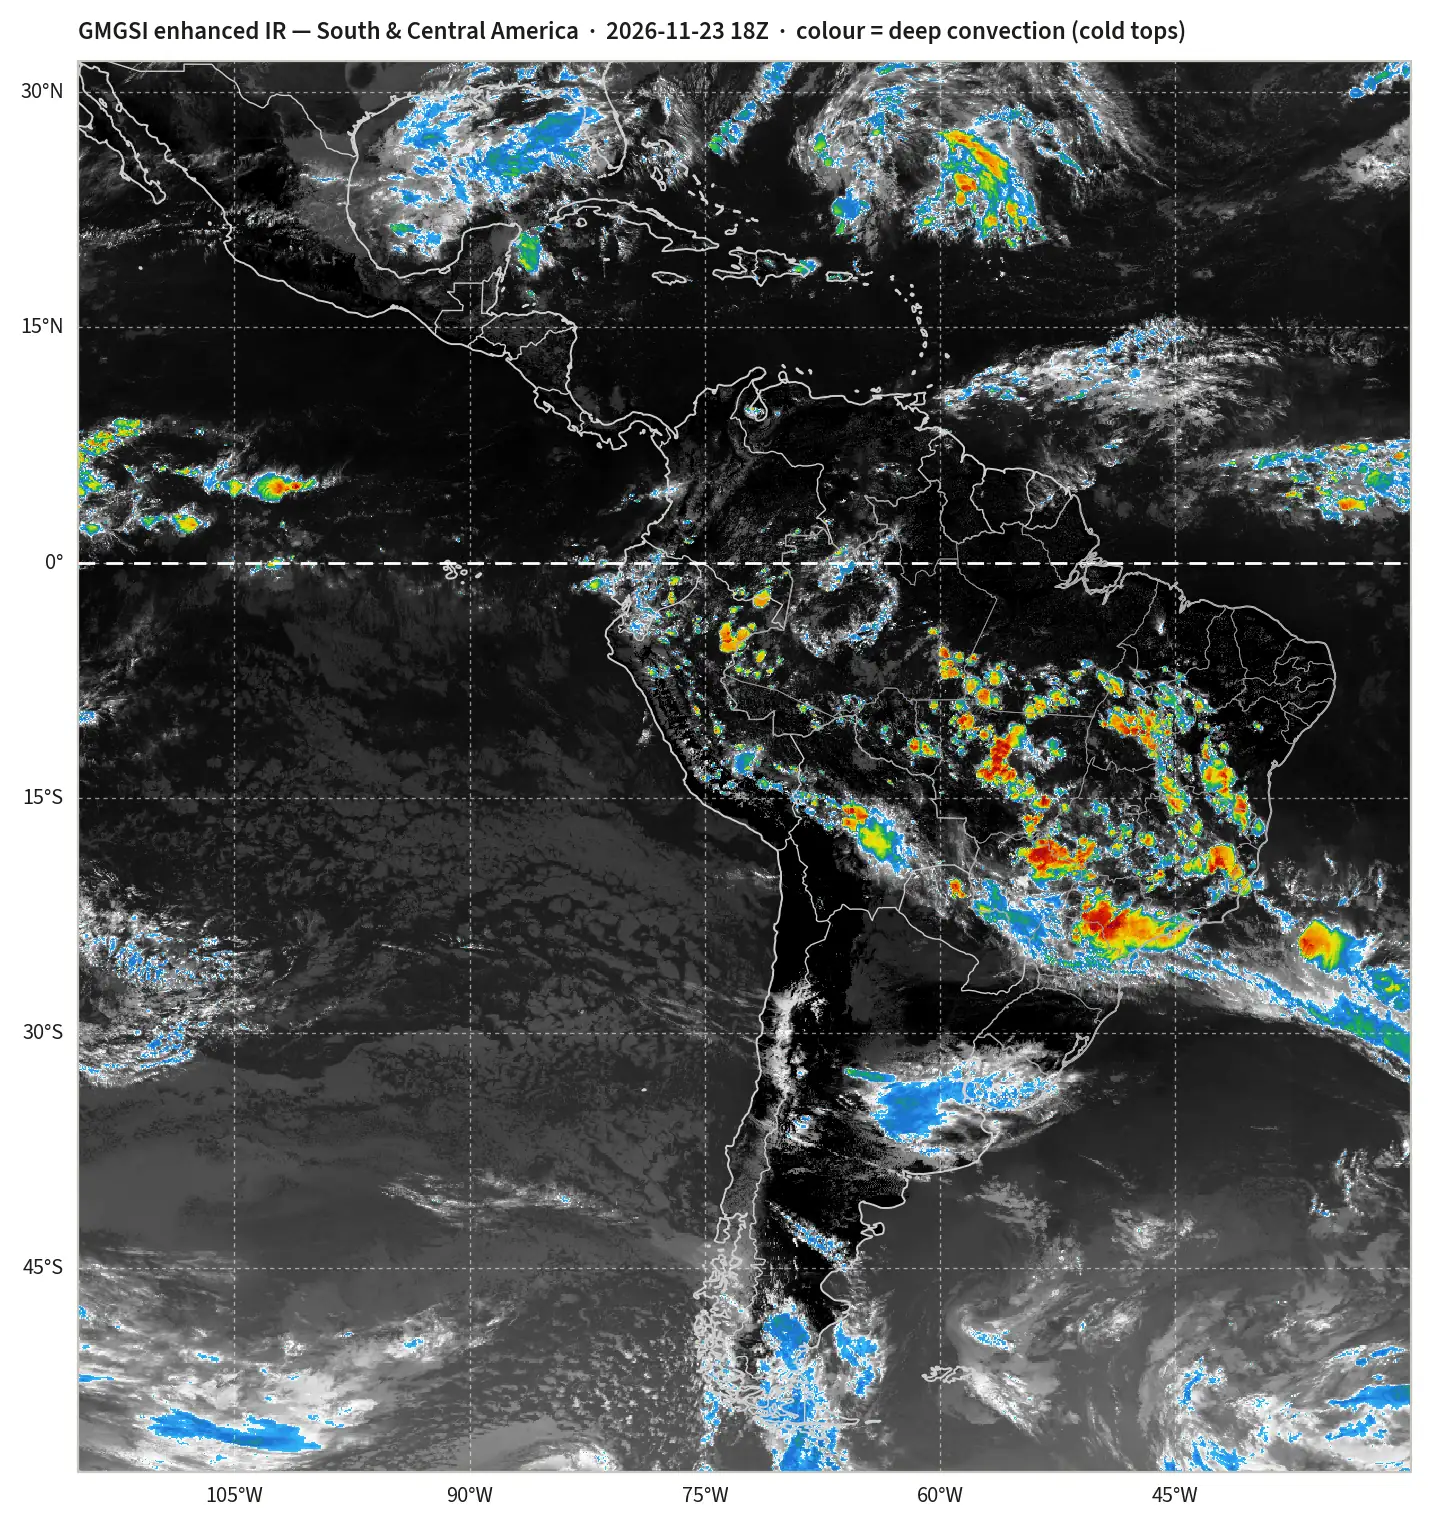 GMGSI enhanced IR — South & Central America · 2026-11-23 18Z · colour = deep convection (cold tops)
30°N
15°N
0°
15°S
30°S
45°S
105°W
90°W
75°W
60°W
45°W